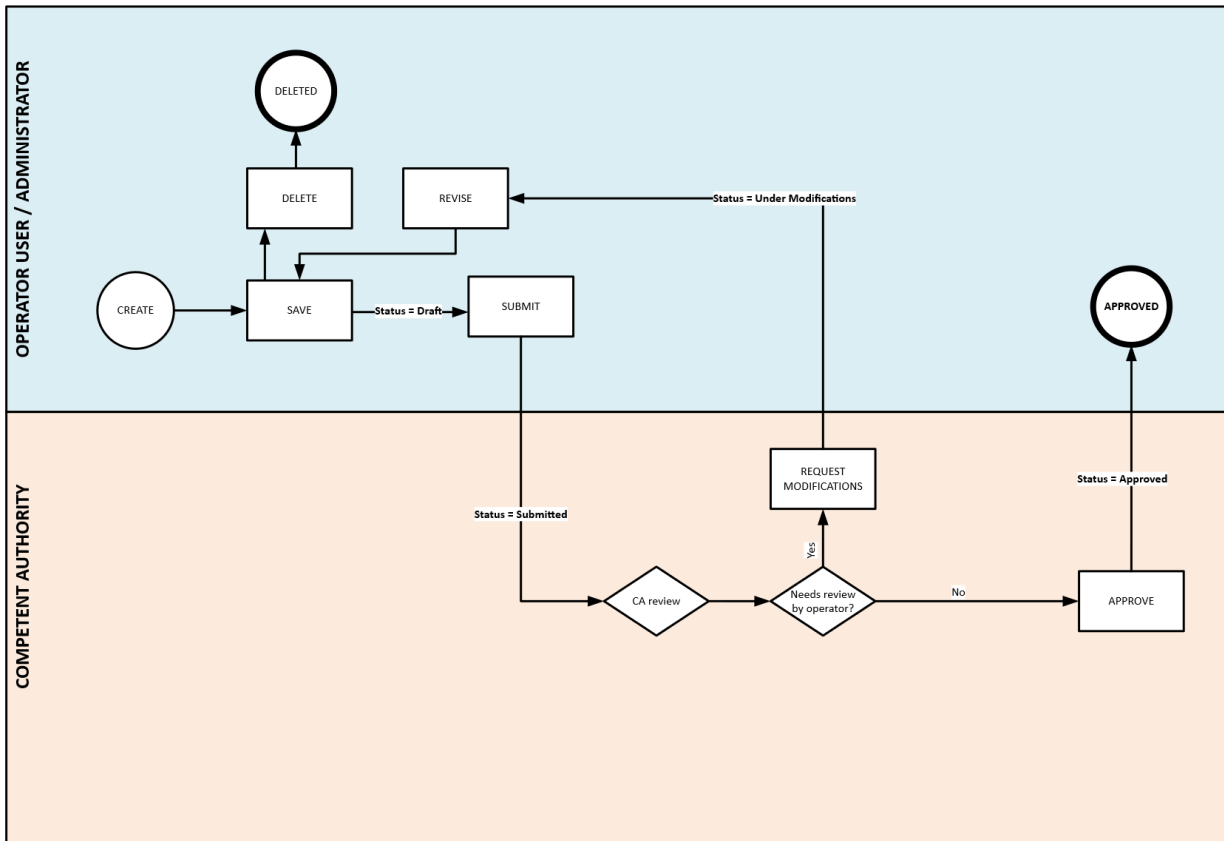 OPERATOR USER / ADMINISTRATOR
DELETED
DELETE
REVISE
Status = Under Modifications
CREATE
SAVE
Status = Draft
SUBMIT
APPROVED
COMPETENT AUTHORITY
REQUEST
MODIFICATIONS
Status = Approved
Status = Submitted
Yes
CA review
Needs review
by operator?
No
APPROVE